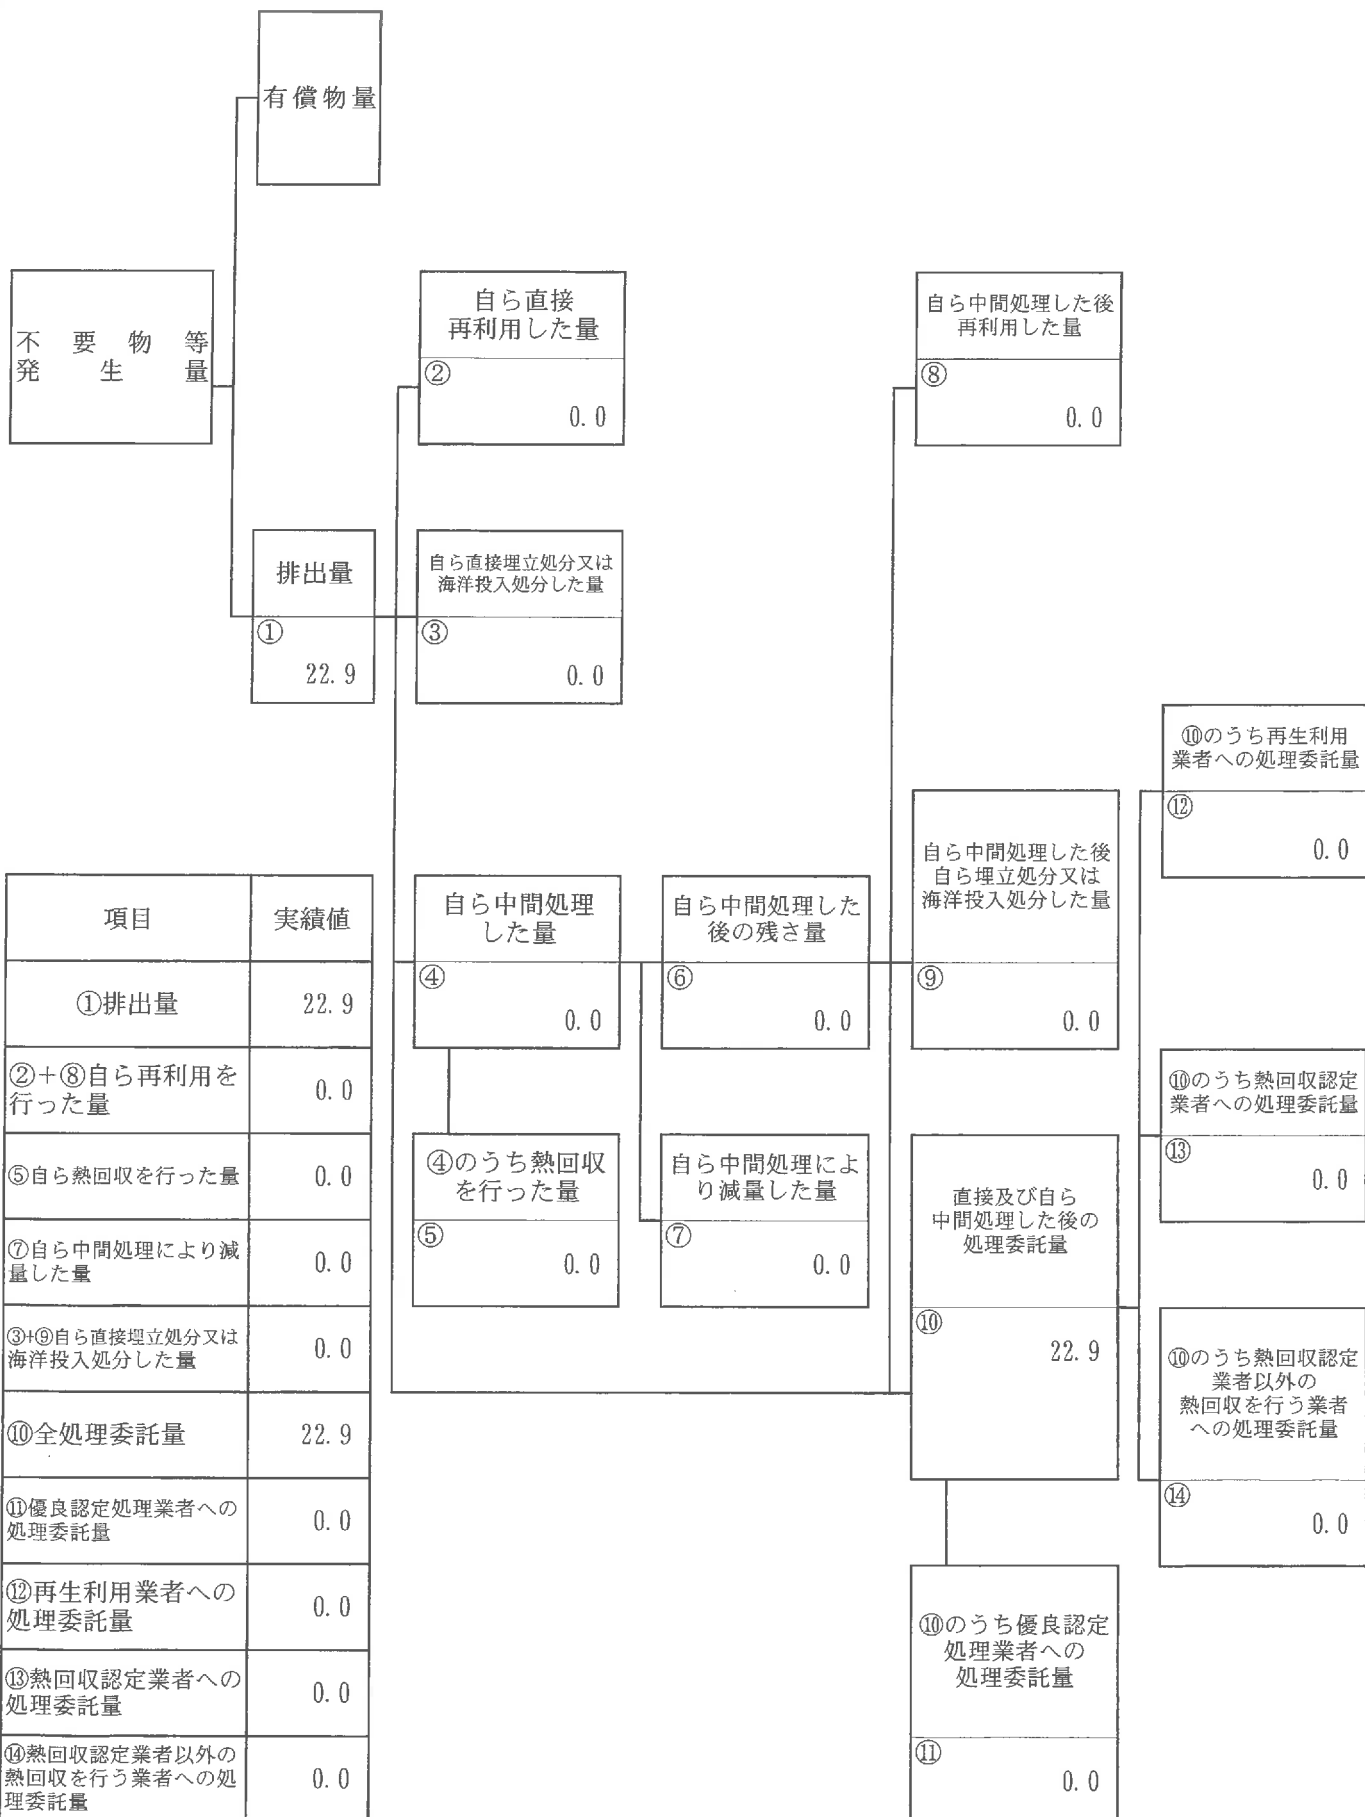 有償物量
不要物等
発生量
自ら直接
再利用した量
②
0.0
自ら中間処理した後
再利用した量
⑧
0.0
排出量
①
22.9
自ら直接埋立処分又は
海洋投入処分した量
③
0.0
⑩のうち再生利用
業者への処理委託量
⑫
0.0
自ら中間処理した後
自ら埋立処分又は
海洋投入処分した量
⑨
0.0
自ら中間処理
した量
④
0.0
自ら中間処理した
後の残さ量
⑥
0.0
⑩のうち熱回収認定
業者への処理委託量
⑬
0.0
④のうち熱回収
を行った量
⑤
0.0
自ら中間処理によ
り減量した量
⑦
0.0
直接及び自ら
中間処理した後の
処理委託量
⑩
22.9
⑩のうち熱回収認定
業者以外の
熱回収を行う業者
への処理委託量
⑭
0.0
⑩のうち優良認定
処理業者への
処理委託量
⑪
0.0
項目 実績値
①排出量 22.9
②+⑧自ら再利用を
行った量 0.0
⑤自ら熱回収を行った量 0.0
⑦自ら中間処理により減
量した量 0.0
③+⑨自ら直接埋立処分又は
海洋投入処分した量 0.0
⑩全処理委託量 22.9
⑪優良認定処理業者への
処理委託量 0.0
⑫再生利用業者への
処理委託量 0.0
⑬熱回収認定業者への
処理委託量 0.0
⑭熱回収認定業者以外の
熱回収を行う業者への処
理委託量 0.0